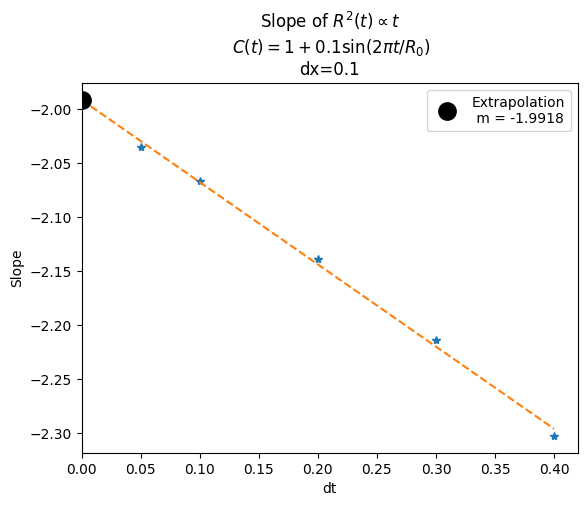 Slope of $R^2(t) \propto t$
$C(t) = 1 + 0.1\sin(2\pi t/R_0)$
dx=0.1
Extrapolation
m = -1.9918
−2.00
−2.05
−2.10
−2.15
−2.20
−2.25
−2.30
Slope
0.00 0.05 0.10 0.15 0.20 0.25 0.30 0.35 0.40
dt